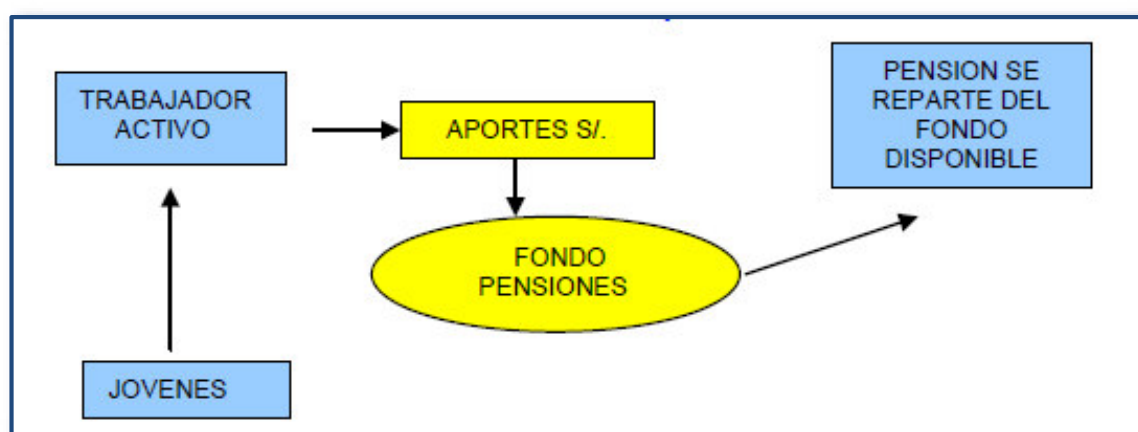 TRABAJADOR
ACTIVO
APORTES S/.
PENSION SE
REPARTE DEL
FONDO
DISPONIBLE
FONDO
PENSIONES
JOVENES